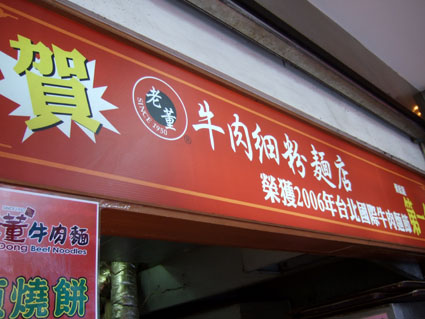 賀
老董
SINCE 1950
®
牛肉細粉麵店
榮獲2006年台北國際牛肉麵節
第一
董牛肉麵
Dong Beef Noodles
燒餅